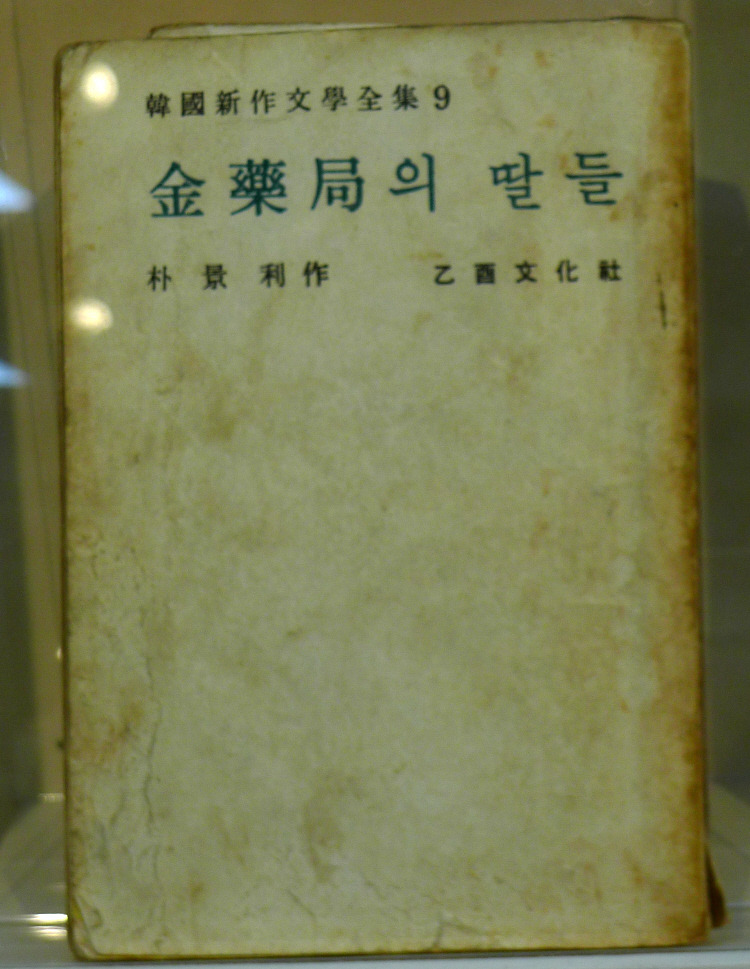 韓國新作文學全集 9
金藥局의 딸들
朴景利作 乙酉文化社